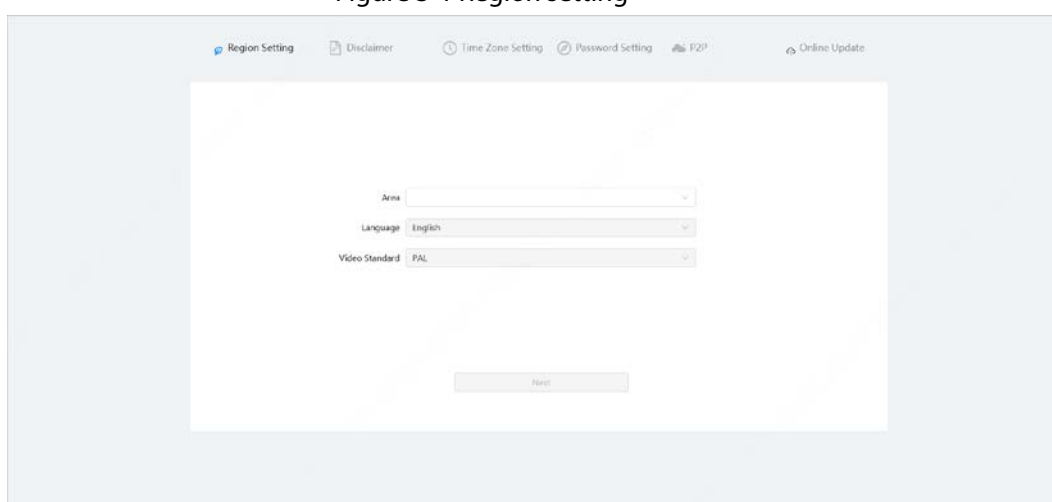 Region Setting Disclaimer Time Zone Setting Password Setting P2P Online Update
Area
Language English
Video Standard PAL
Next